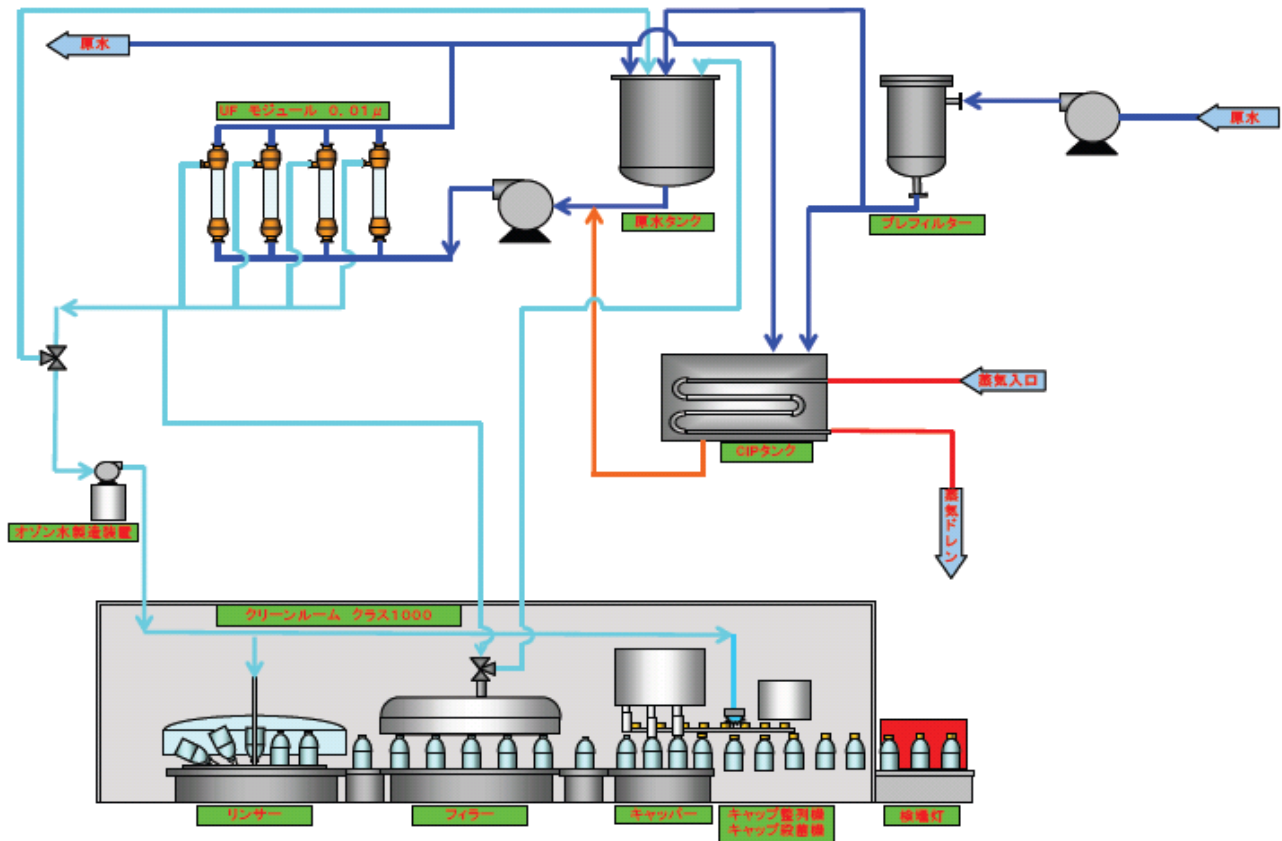 原水
UF モジュール 0.01μ
原水タンク
プレフィルター
原水
蒸気入口
CIPタンク
蒸気ドレン
オゾン水製造装置
クリーンルーム クラス1000
リンサー
フィラー
キャッパー
キャップ整列機
キャップ殺菌機
検壜灯